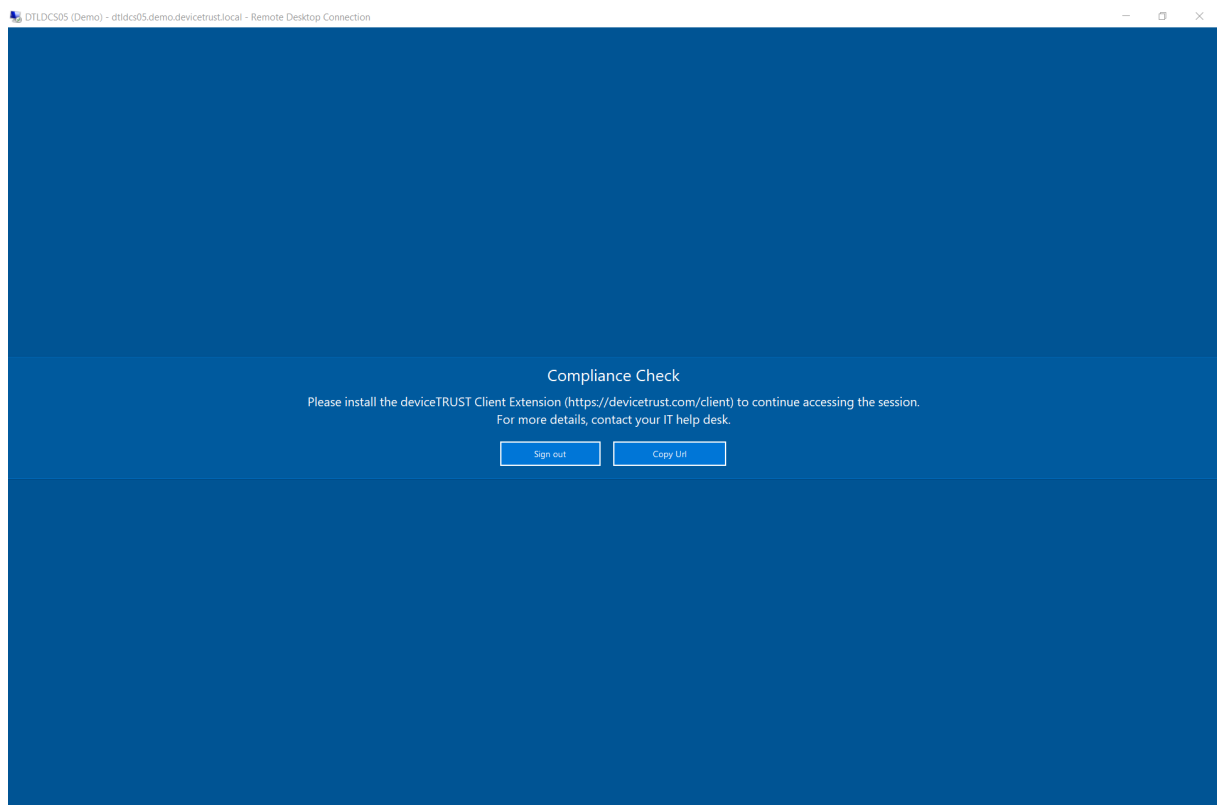 DTLDCS05 (Demo) - dtldcs05.demo.devicetrust.local - Remote Desktop Connection
Compliance Check
Please install the deviceTRUST Client Extension (https://devicetrust.com/client) to continue accessing the session.
For more details, contact your IT help desk.
Sign out
Copy Url